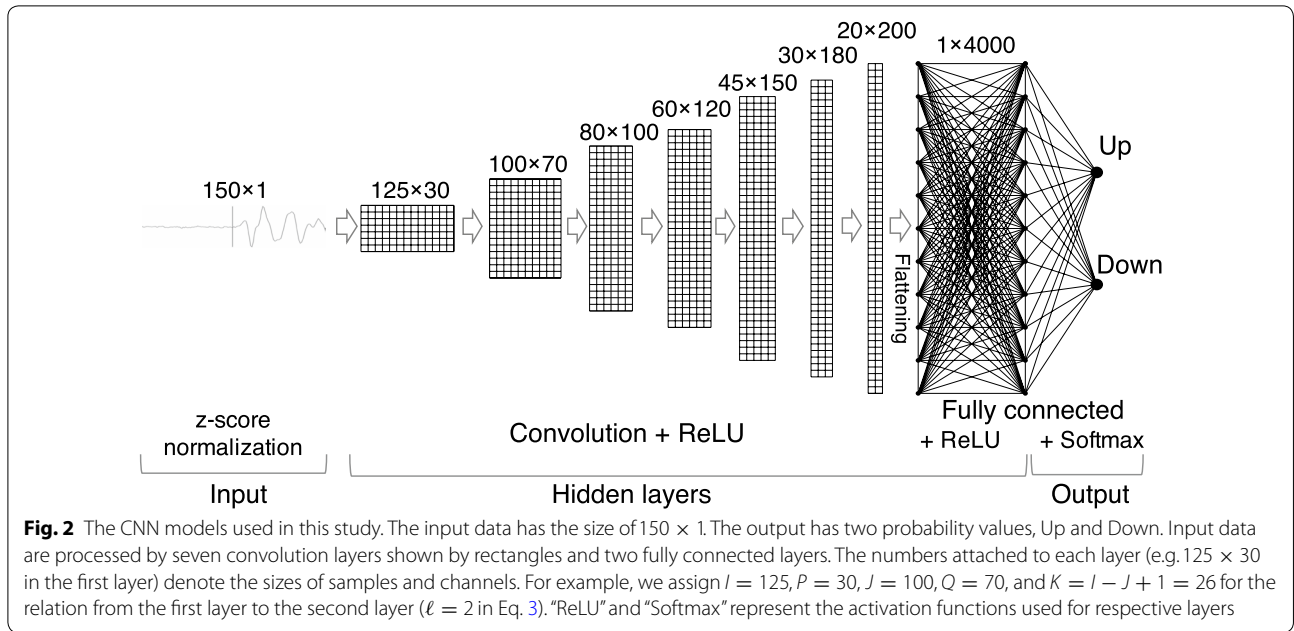 20×200
30×180
1×4000
45×150
60×120
80×100
100×70
150×1
125×30
Up
Down
Flattening
z-score
normalization
Convolution + ReLU
Fully connected
+ ReLU
+ Softmax
Input
Hidden layers
Output
Fig. 2 The CNN models used in this study. The input data has the size of 150 × 1. The output has two probability values, Up and Down. Input data
are processed by seven convolution layers shown by rectangles and two fully connected layers. The numbers attached to each layer (e.g. 125 × 30
in the first layer) denote the sizes of samples and channels. For example, we assign I = 125, P = 30, J = 100, Q = 70, and K = I − J + 1 = 26 for the
relation from the first layer to the second layer (ℓ = 2 in Eq. 3). “ReLU” and “Softmax” represent the activation functions used for respective layers